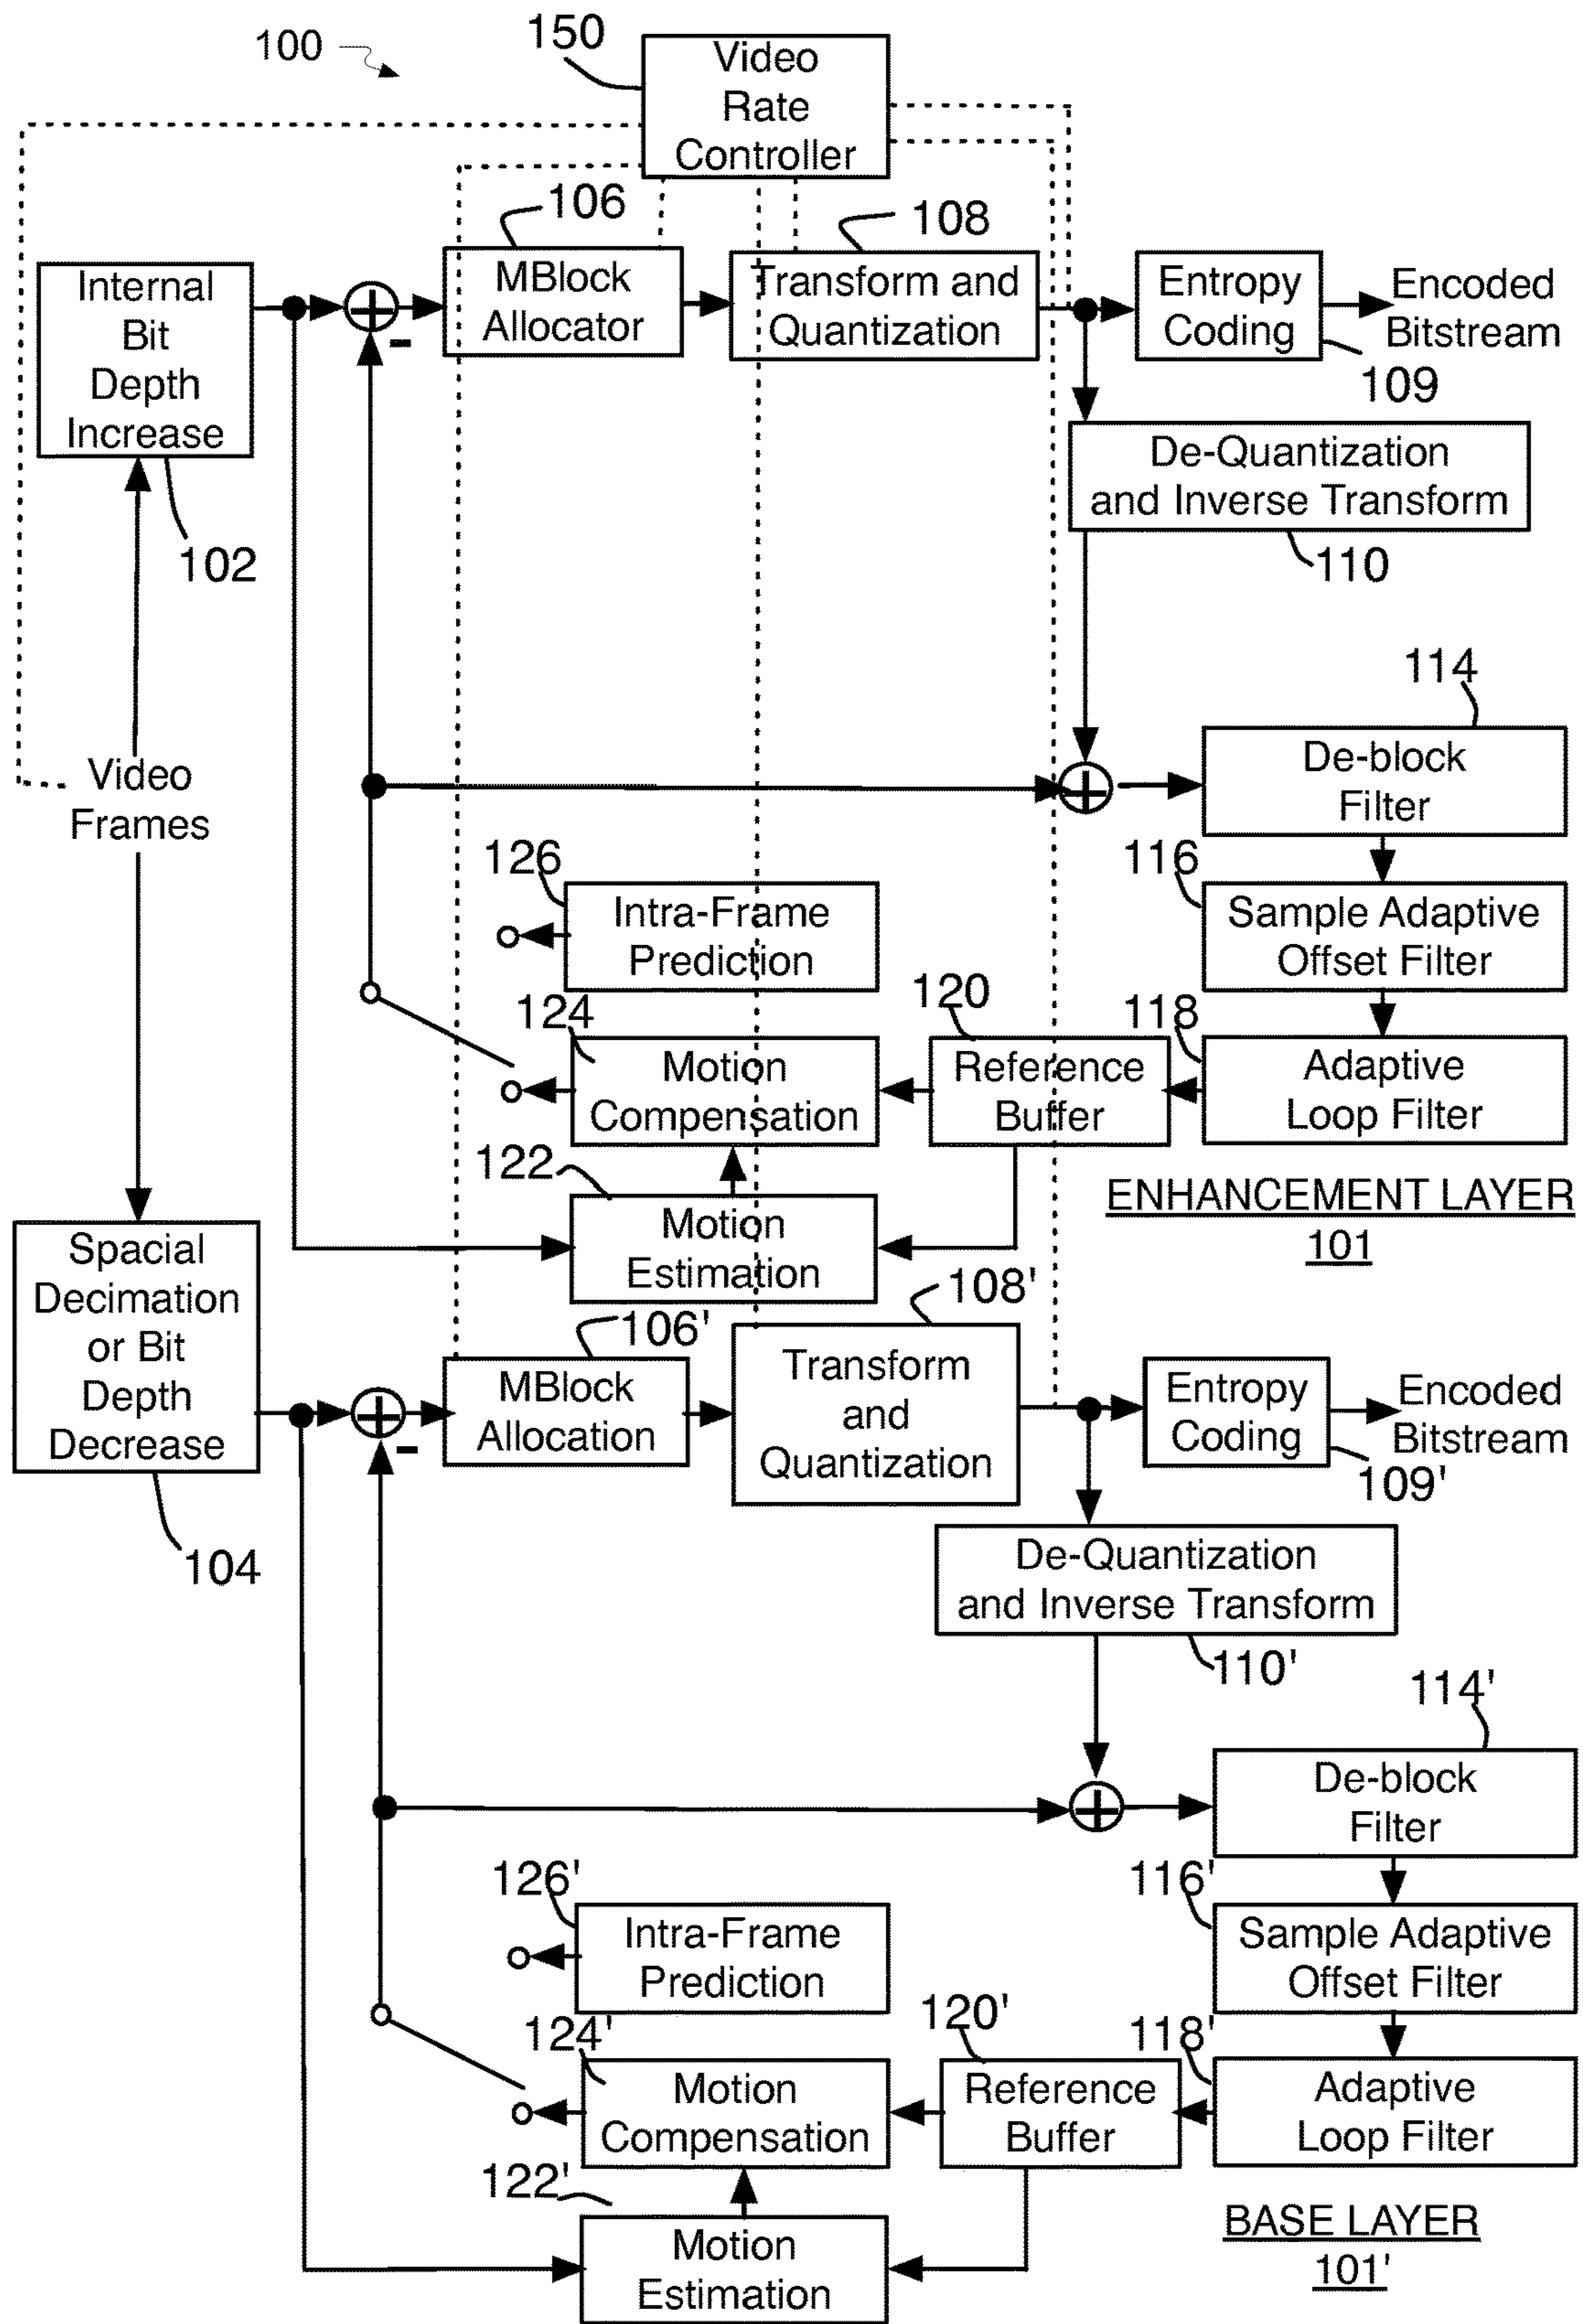 100
150
Video
Rate
Controller
106
108
Internal
Bit
Depth
Increase
102
-
MBlock
Allocator
Transform and
Quantization
Entropy
Coding
109
Encoded
Bitstream
De-Quantization
and Inverse Transform
110
Video
Frames
114
De-block
Filter
126
Intra-Frame
Prediction
116
Sample Adaptive
Offset Filter
124
Motion
Compensation
120
Reference
Buffer
118
Adaptive
Loop Filter
122
Motion
Estimation
ENHANCEMENT LAYER
101
Spacial
Decimation
or Bit
Depth
Decrease
104
-
106'
MBlock
Allocation
108'
Transform
and
Quantization
Entropy
Coding
109'
Encoded
Bitstream
De-Quantization
and Inverse Transform
110'
114'
De-block
Filter
126'
Intra-Frame
Prediction
116'
Sample Adaptive
Offset Filter
124'
Motion
Compensation
120'
Reference
Buffer
118'
Adaptive
Loop Filter
122'
Motion
Estimation
BASE LAYER
101'